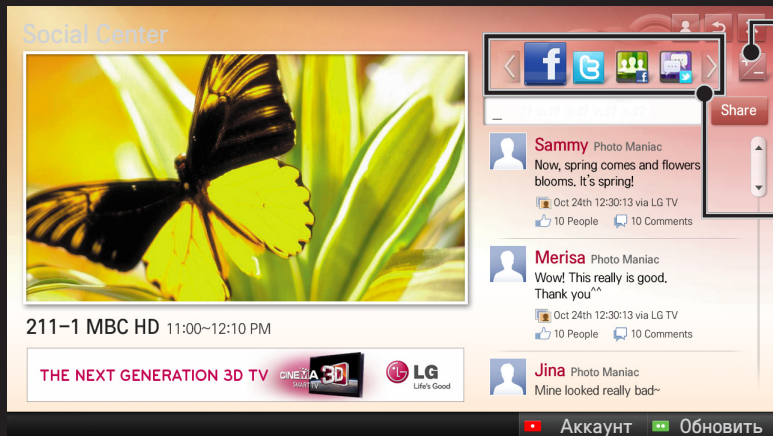 Social Center
Share
Sammy Photo Maniac
Now, spring comes and flowers
blooms. It's spring!
Oct 24th 12:30:13 via LG TV
10 People 10 Comments
Merisa Photo Maniac
Wow! This really is good.
Thank you^^
Oct 24th 12:30:13 via LG TV
10 People 10 Comments
Jina Photo Maniac
Mine looked really bad~
211-1 MBC HD 11:00~12:10 PM
THE NEXT GENERATION 3D TV CINEMA 3D SMART TV LG Life's Good
Аккаунт Обновить